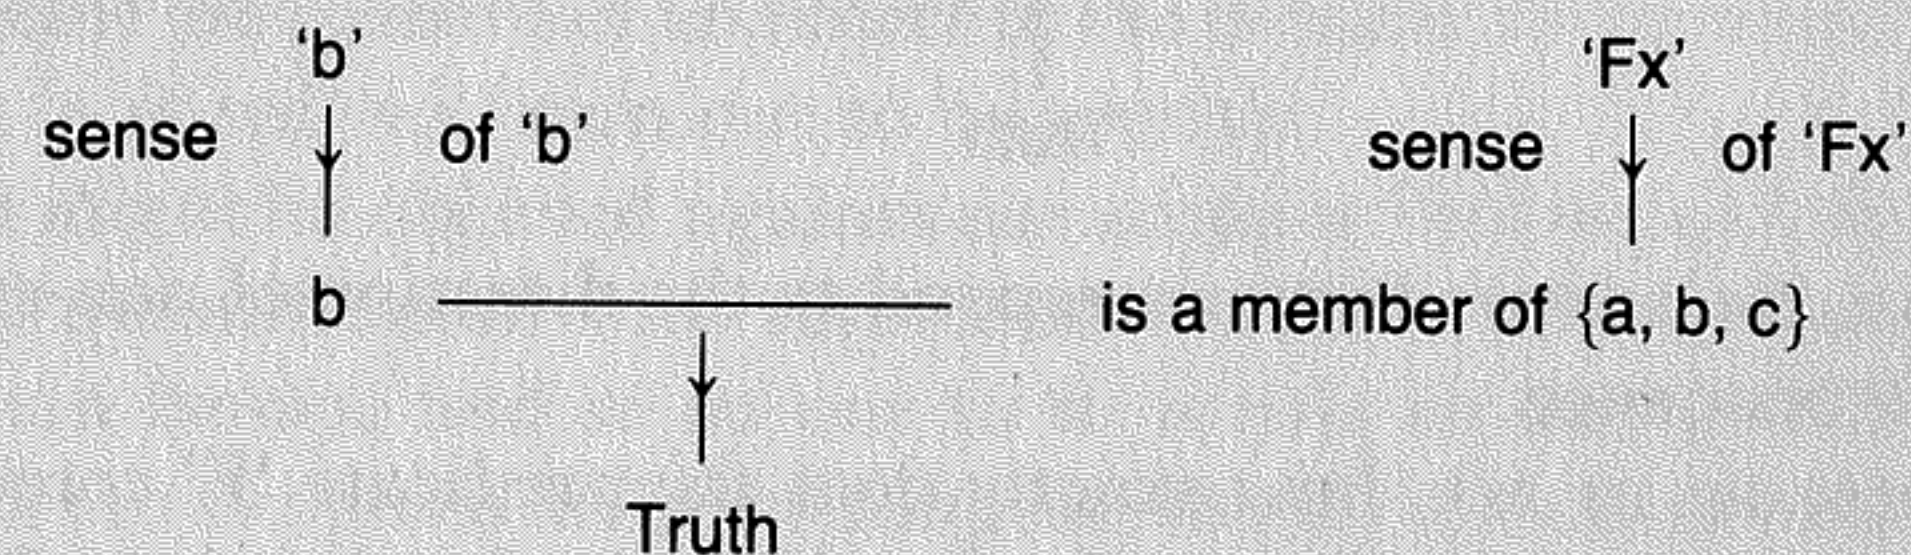 ‘b’ ‘Fx’
sense of ‘b’ sense of ‘Fx’
b is a member of {a, b, c}
Truth